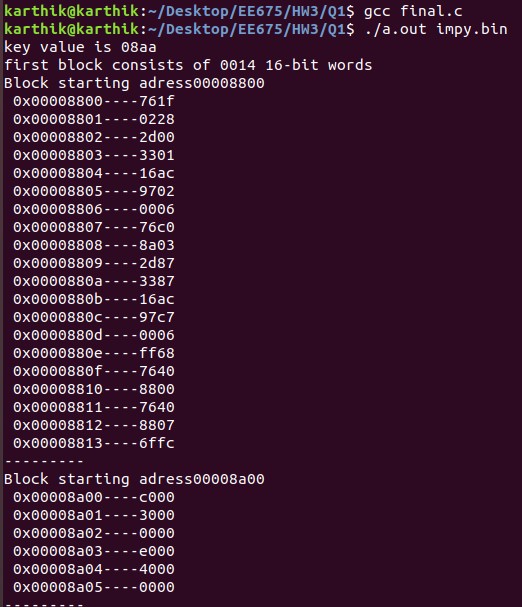 karthik@karthik:~/Desktop/EE675/HW3/Q1$ gcc final.c
karthik@karthik:~/Desktop/EE675/HW3/Q1$ ./a.out impy.bin
key value is 08aa
first block consists of 0014 16-bit words
Block starting adress00008800
0x00008800----761f
0x00008801----0228
0x00008802----2d00
0x00008803----3301
0x00008804----16ac
0x00008805----9702
0x00008806----0006
0x00008807----76c0
0x00008808----8a03
0x00008809----2d87
0x0000880a----3387
0x0000880b----16ac
0x0000880c----97c7
0x0000880d----0006
0x0000880e----ff68
0x0000880f----7640
0x00008810----8800
0x00008811----7640
0x00008812----8807
0x00008813----6ffc
---------
Block starting adress00008a00
0x00008a00----c000
0x00008a01----3000
0x00008a02----0000
0x00008a03----e000
0x00008a04----4000
0x00008a05----0000
---------